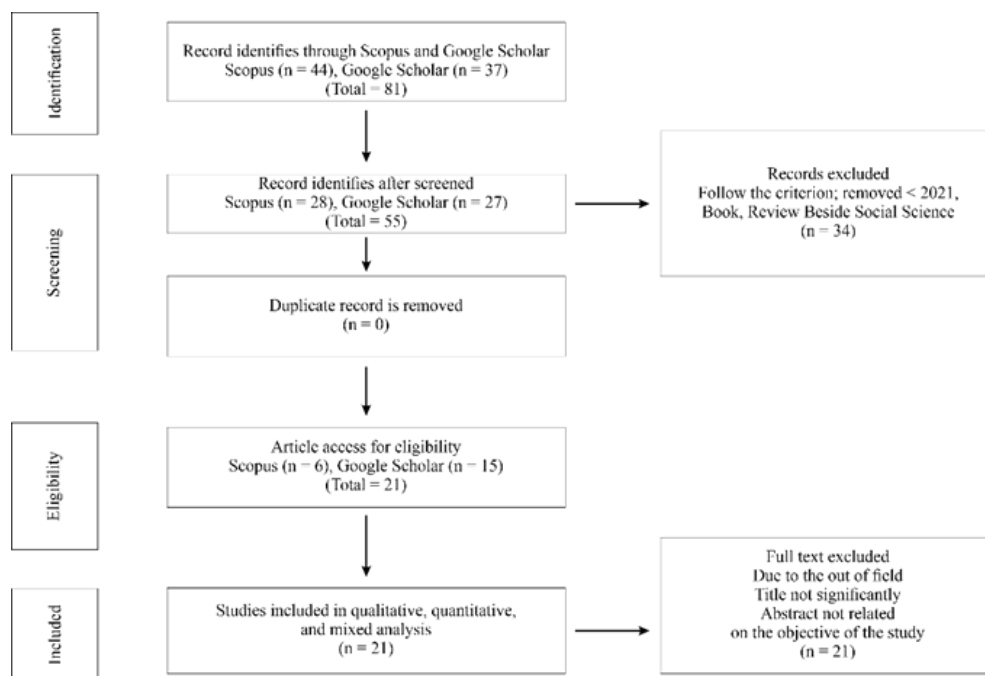 Identification
Record identifies through Scopus and Google Scholar
Scopus (n = 44), Google Scholar (n = 37)
(Total = 81)
Screening
Record identifies after screened
Scopus (n = 28), Google Scholar (n = 27)
(Total = 55)
Records excluded
Follow the criterion; removed < 2021,
Book, Review Beside Social Science
(n = 34)
Duplicate record is removed
(n = 0)
Eligibility
Article access for eligibility
Scopus (n = 6), Google Scholar (n = 15)
(Total = 21)
Included
Studies included in qualitative, quantitative,
and mixed analysis
(n = 21)
Full text excluded
Due to the out of field
Title not significantly
Abstract not related
on the objective of the study
(n = 21)